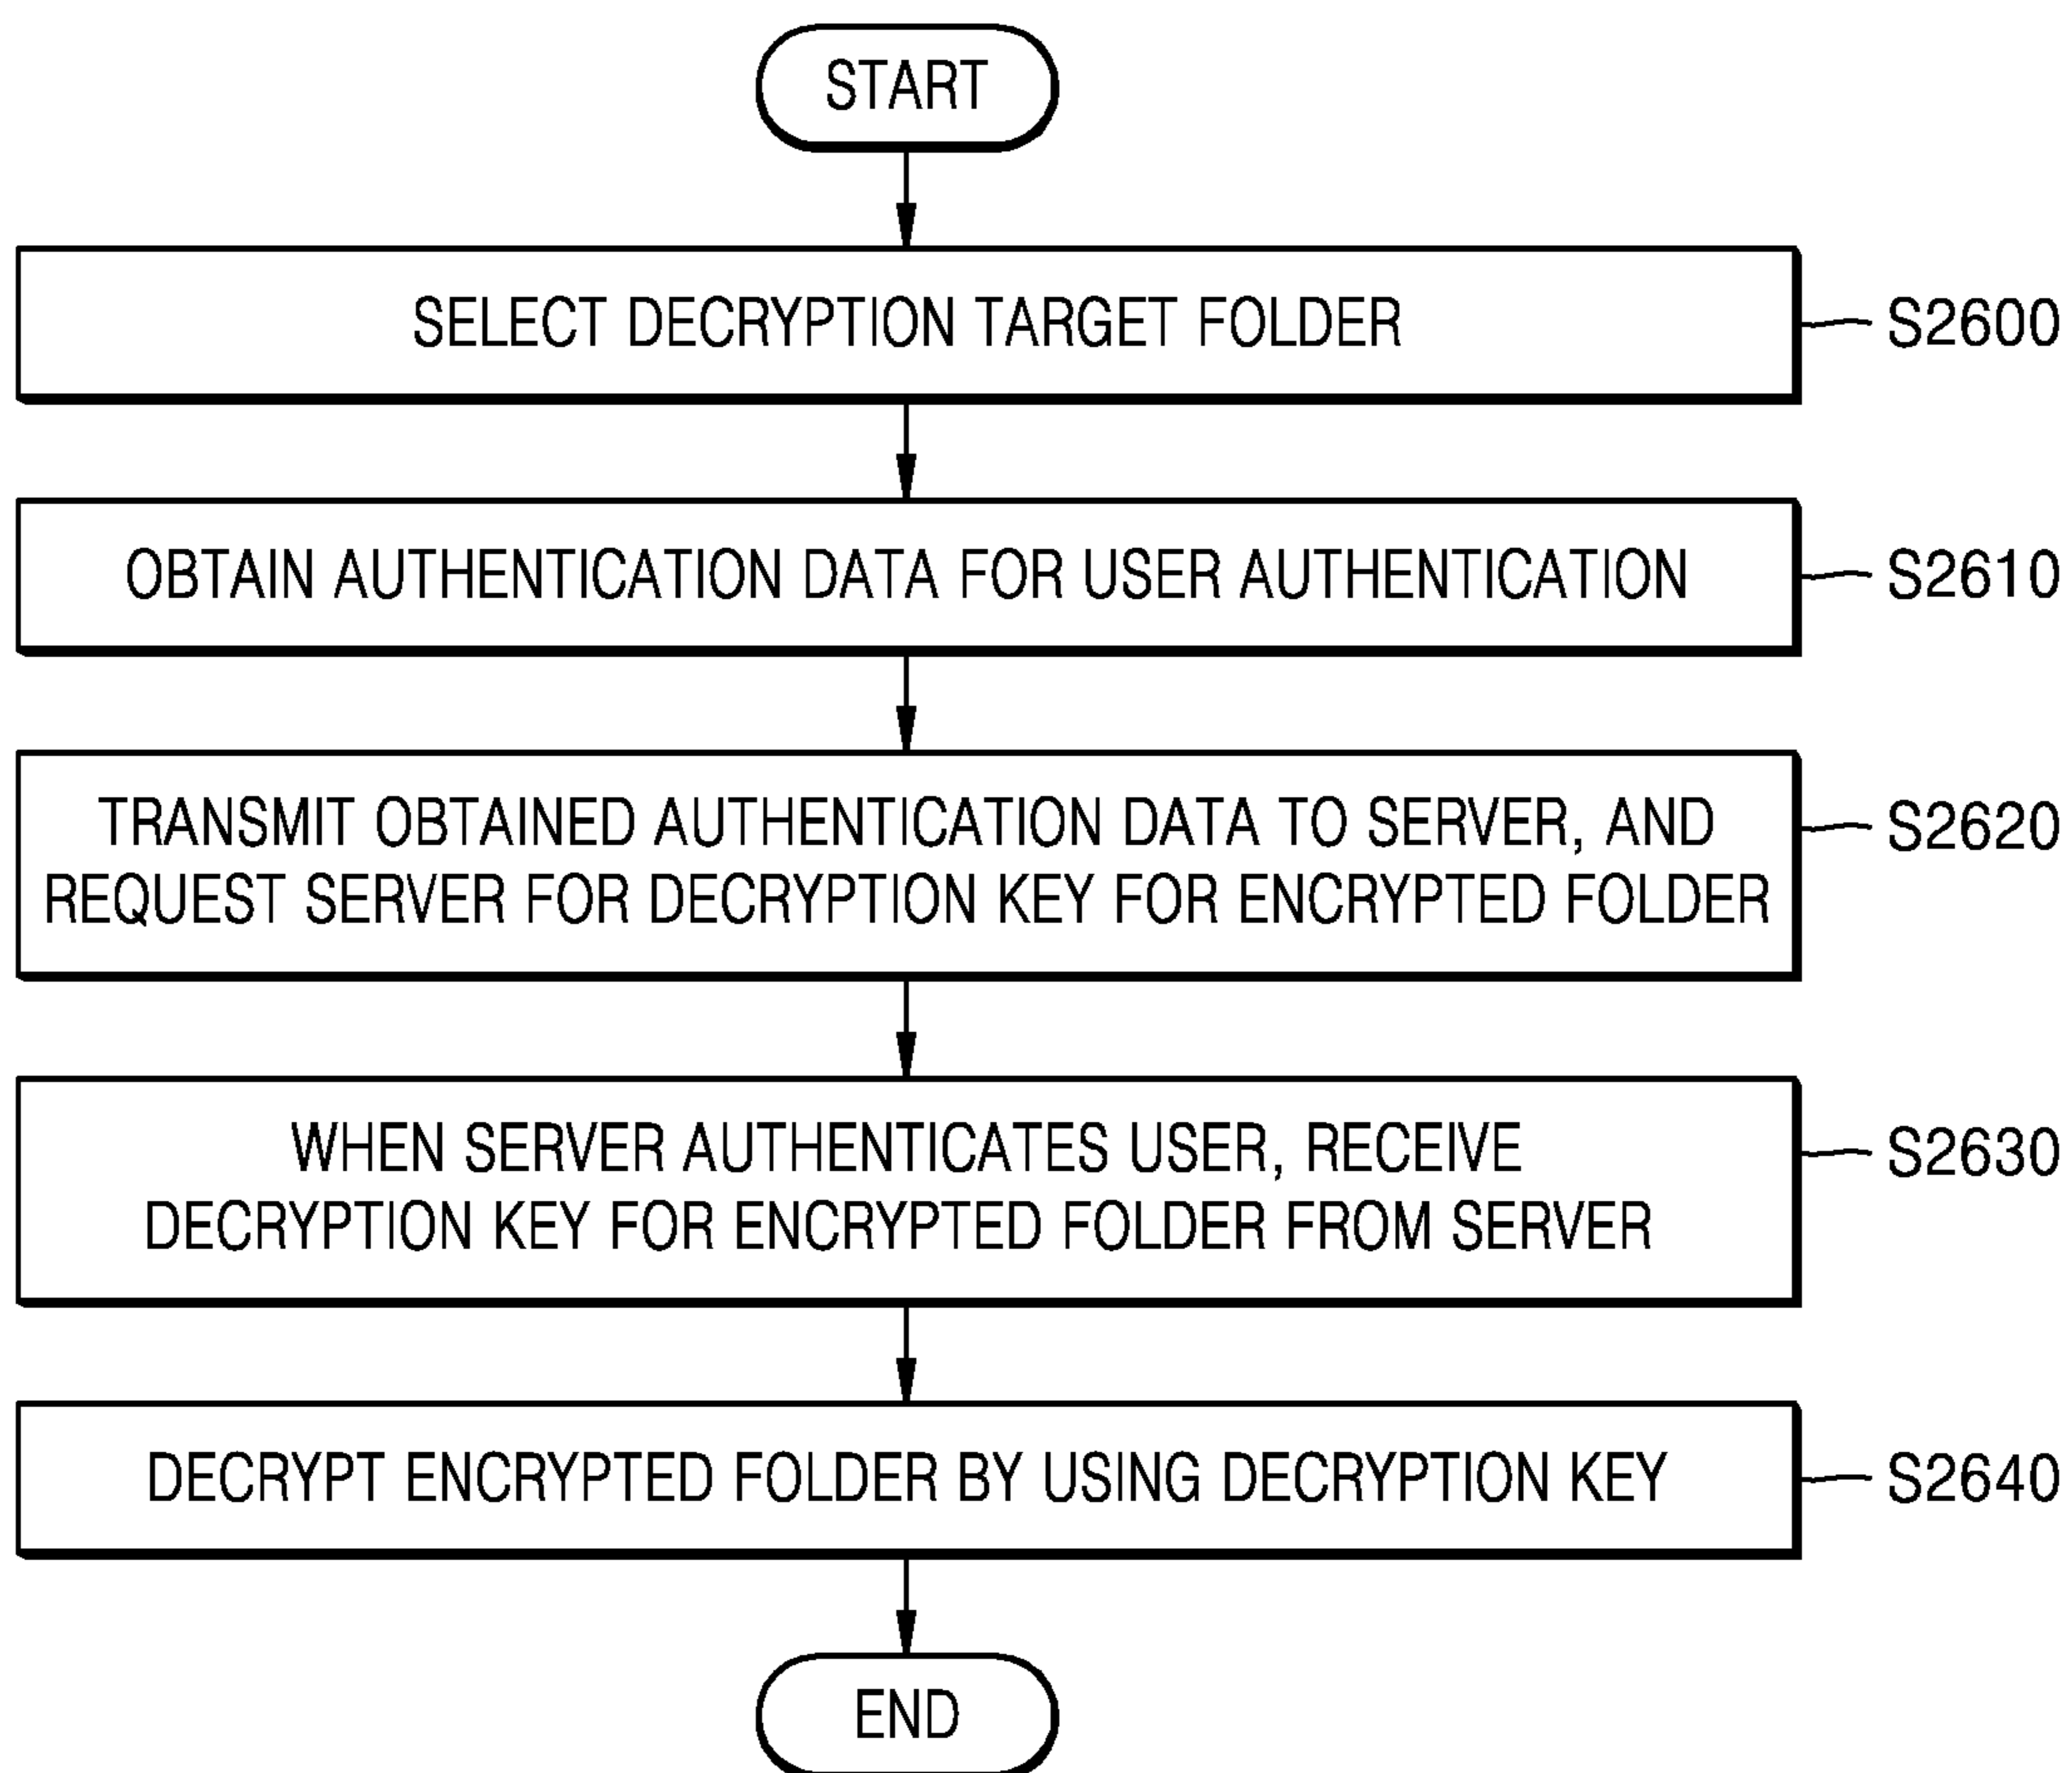 START
SELECT DECRYPTION TARGET FOLDER
S2600
OBTAIN AUTHENTICATION DATA FOR USER AUTHENTICATION
S2610
TRANSMIT OBTAINED AUTHENTICATION DATA TO SERVER, AND
REQUEST SERVER FOR DECRYPTION KEY FOR ENCRYPTED FOLDER
S2620
WHEN SERVER AUTHENTICATES USER, RECEIVE
DECRYPTION KEY FOR ENCRYPTED FOLDER FROM SERVER
S2630
DECRYPT ENCRYPTED FOLDER BY USING DECRYPTION KEY
S2640
END